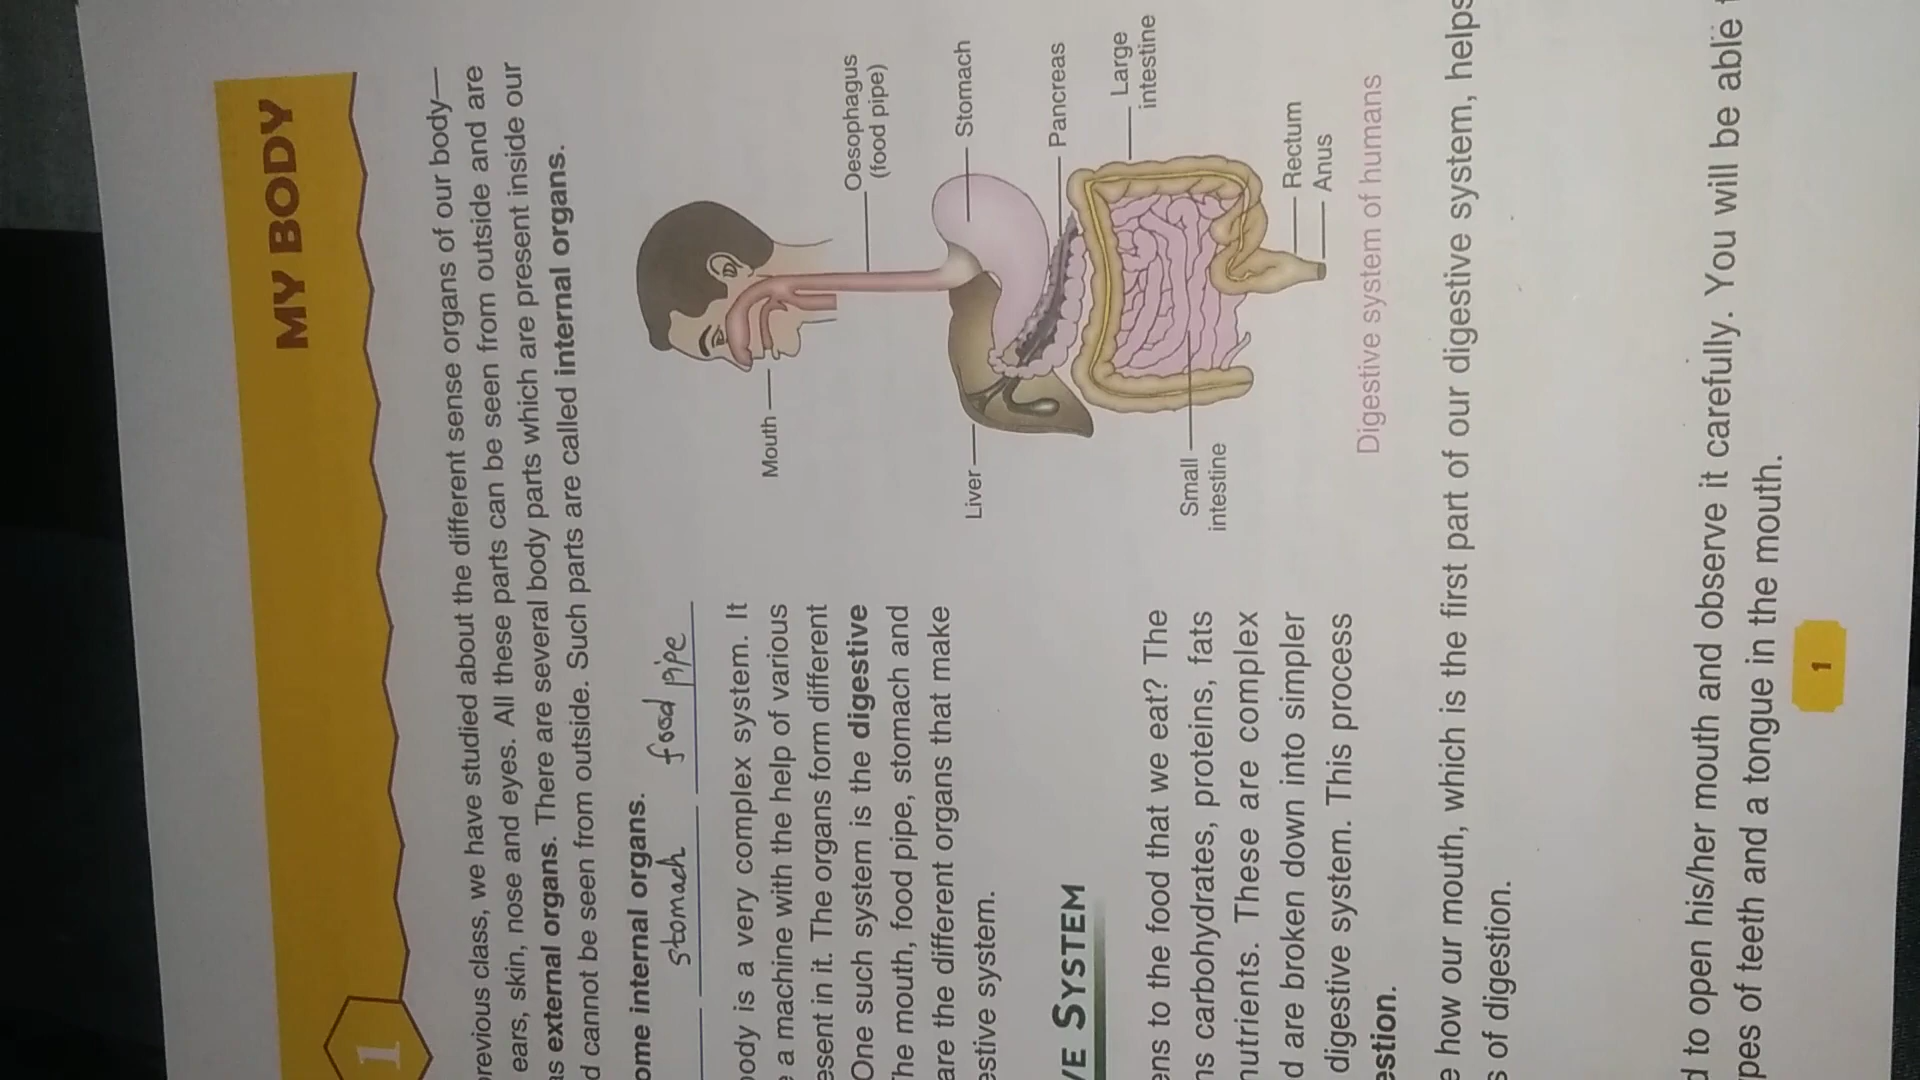 MY BODY
1
previous class, we have studied about the different sense organs of our body—
ears, skin, nose and eyes. All these parts can be seen from outside and are
as external organs. There are several body parts which are present inside our
d cannot be seen from outside. Such parts are called internal organs.
ome internal organs.
stomach food pipe
body is a very complex system. It
e a machine with the help of various
esent in it. The organs form different
One such system is the digestive
The mouth, food pipe, stomach and
are the different organs that make
estive system.
Mouth
Oesophagus
(food pipe)
Stomach
Liver
Pancreas
Large
intestine
Small
intestine
Rectum
Anus
Digestive system of humans
VE SYSTEM
ens to the food that we eat? The
ns carbohydrates, proteins, fats
nutrients. These are complex
d are broken down into simpler
digestive system. This process
estion.
e how our mouth, which is the first part of our digestive system, helps
s of digestion.
d to open his/her mouth and observe it carefully. You will be able
pes of teeth and a tongue in the mouth.
1